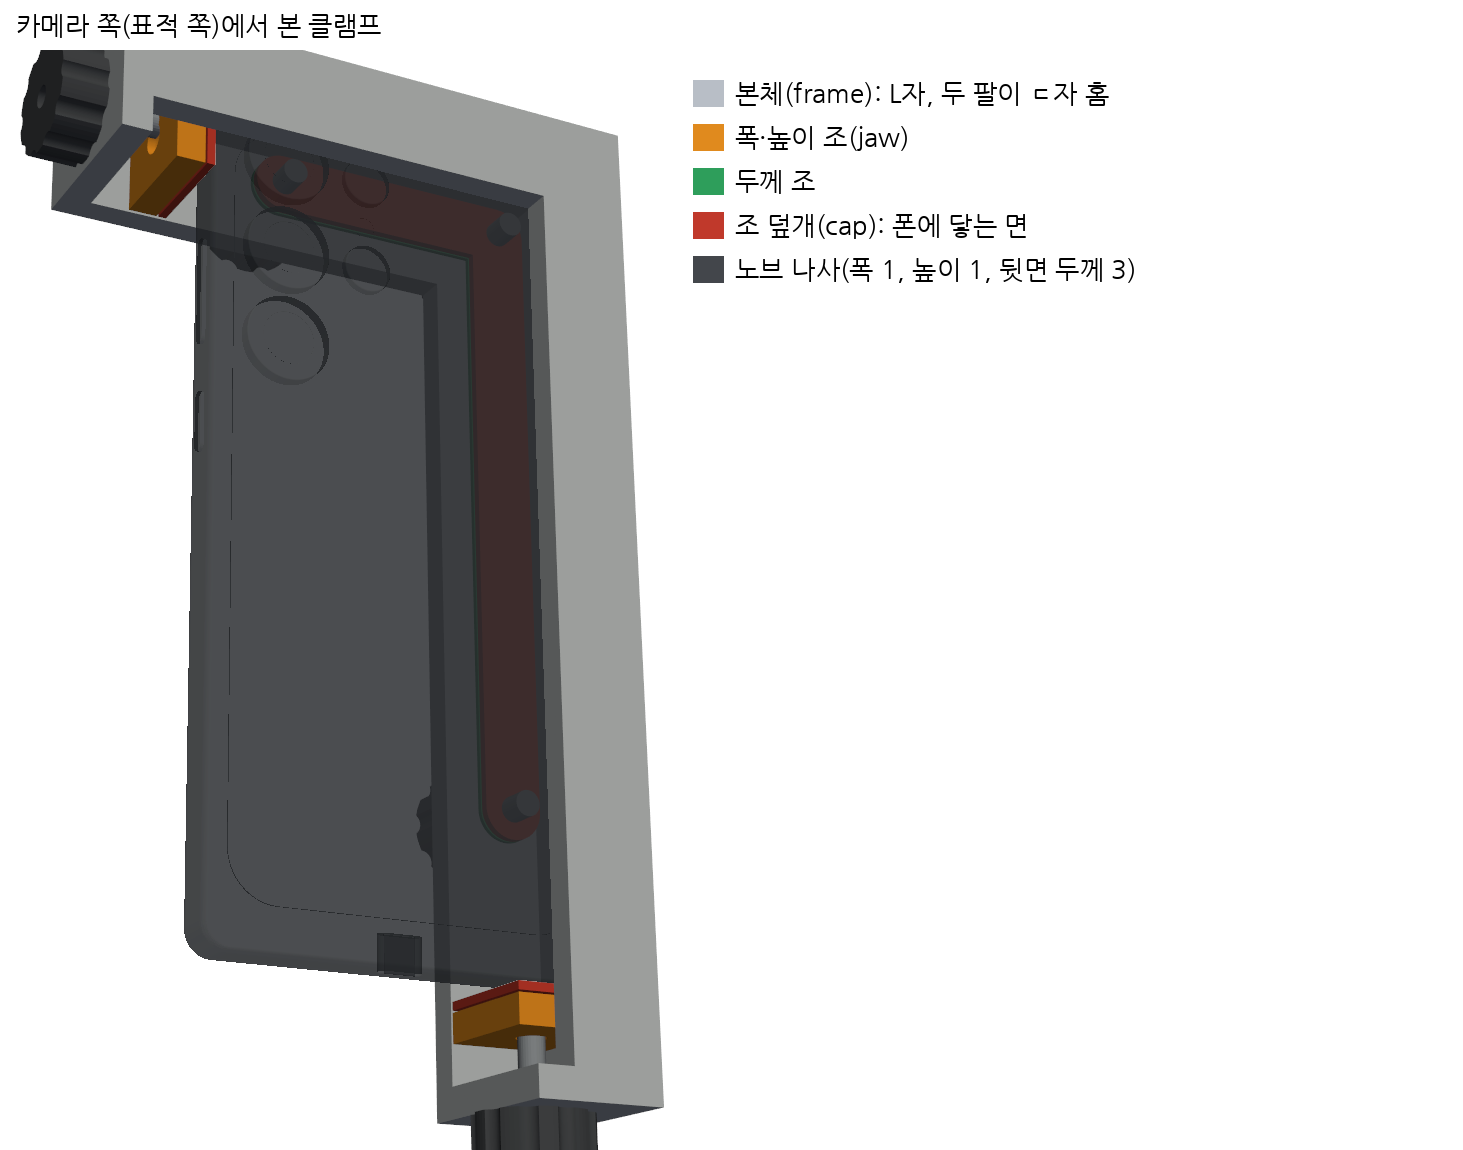 카메라 쪽(표적 쪽)에서 본 클램프
본체(frame): L자, 두 팔이 ㄷ자 홈
폭·높이 조(jaw)
두께 조
조 덮개(cap): 폰에 닿는 면
노브 나사(폭 1, 높이 1, 뒷면 두께 3)